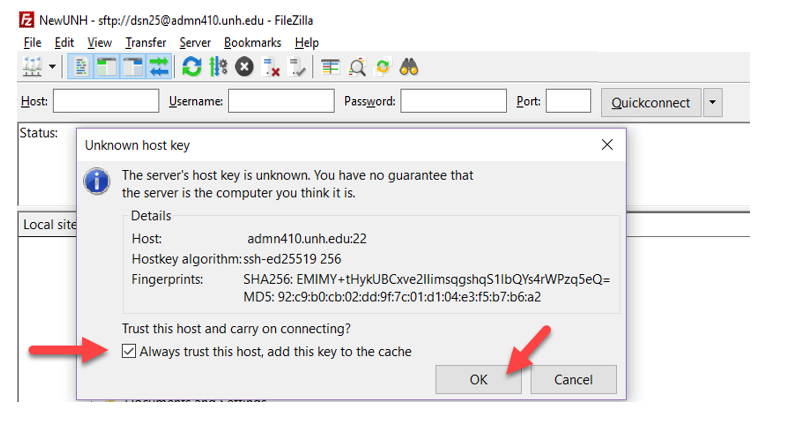 NewUNH - sftp://dsn25@admn410.unh.edu - FileZilla
File Edit View Transfer Server Bookmarks Help
Host: Username: Password: Port: Quickconnect
Status:
Unknown host key
The server's host key is unknown. You have no guarantee that
the server is the computer you think it is.
Local site
Details
Host: admn410.unh.edu:22
Hostkey algorithm: ssh-ed25519 256
Fingerprints: SHA256: EMIMY+tHykUBCxve2IIimsqgshqS1IbQYs4rWPzq5eQ=
MD5: 92:c9:b0:cb:02:dd:9f:7c:01:d1:04:e3:f5:b7:b6:a2
Trust this host and carry on connecting?
Always trust this host, add this key to the cache
OK Cancel
Documents and Settings